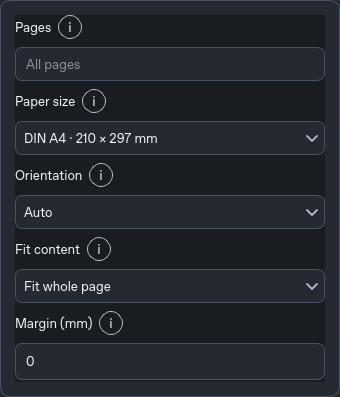 Pages
All pages
Paper size
DIN A4 · 210 × 297 mm
Orientation
Auto
Fit content
Fit whole page
Margin (mm)
0